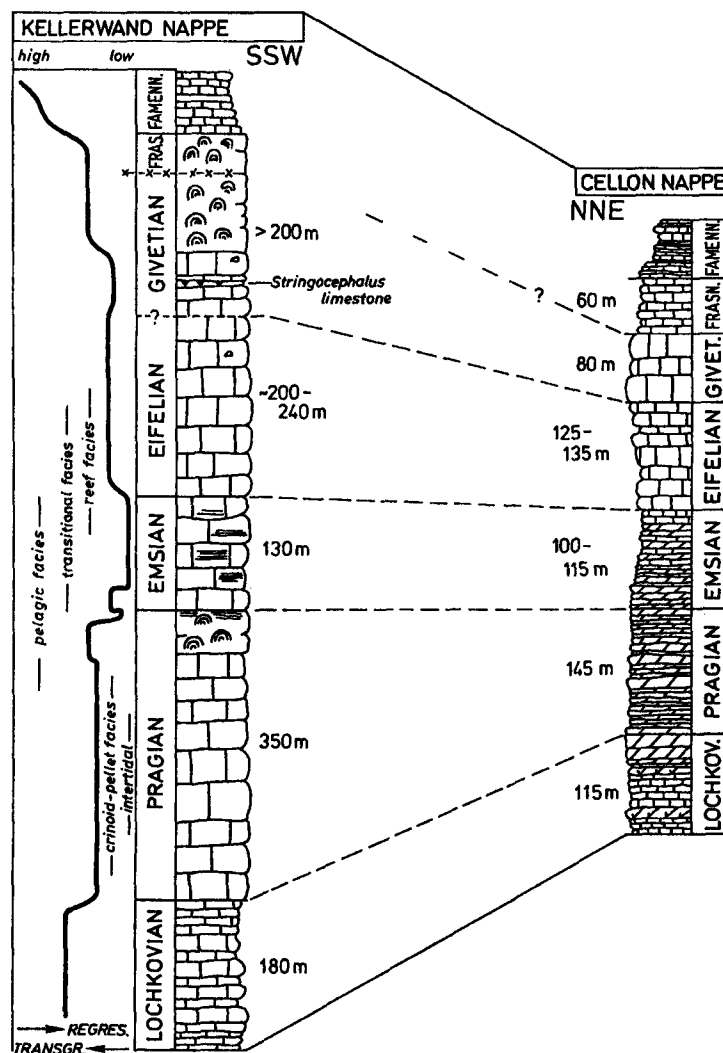 KELLERWAND NAPPE
high low
SSW
FAMENN.
FRAS.
GIVETIAN
> 200 m
Stringocephalus
limestone
?
EIFELIAN
~200–
240 m
EMSIAN
130 m
PRAGIAN
350 m
LOCHKOVIAN
180 m
pelagic facies
transitional facies
reef facies
crinoid-pellet facies
intertidal
REGRES.
TRANSGR.
CELLON NAPPE
NNE
FAMENN.
60 m
FRASN.
?
80 m
GIVET.
125–
135 m
EIFELIAN
100–
115 m
EMSIAN
145 m
PRAGIAN
115 m
LOCHKOV.